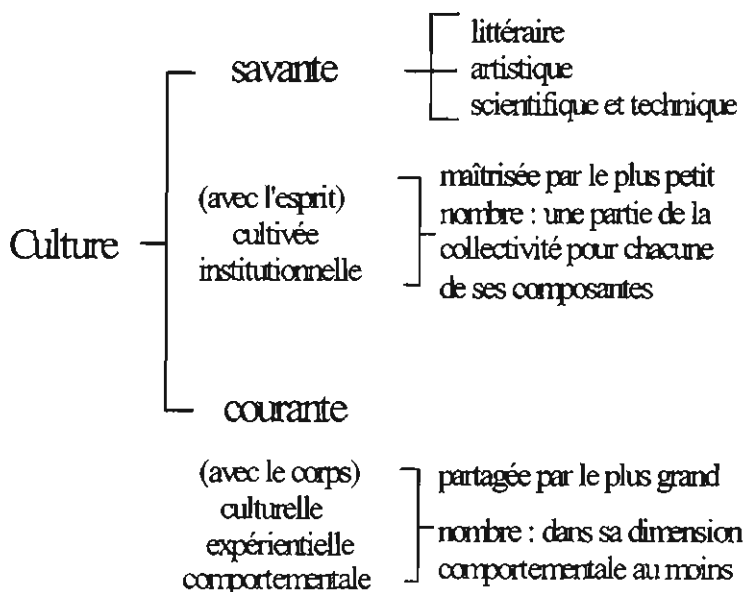 savante
littéraire
artistique
scientifique et technique
Culture
(avec l'esprit)
cultivée
institutionnelle
maîtrisée par le plus petit
nombre : une partie de la
collectivité pour chacune
de ses composantes
courante
(avec le corps)
culturelle
expérientielle
comportementale
partagée par le plus grand
nombre : dans sa dimension
comportementale au moins